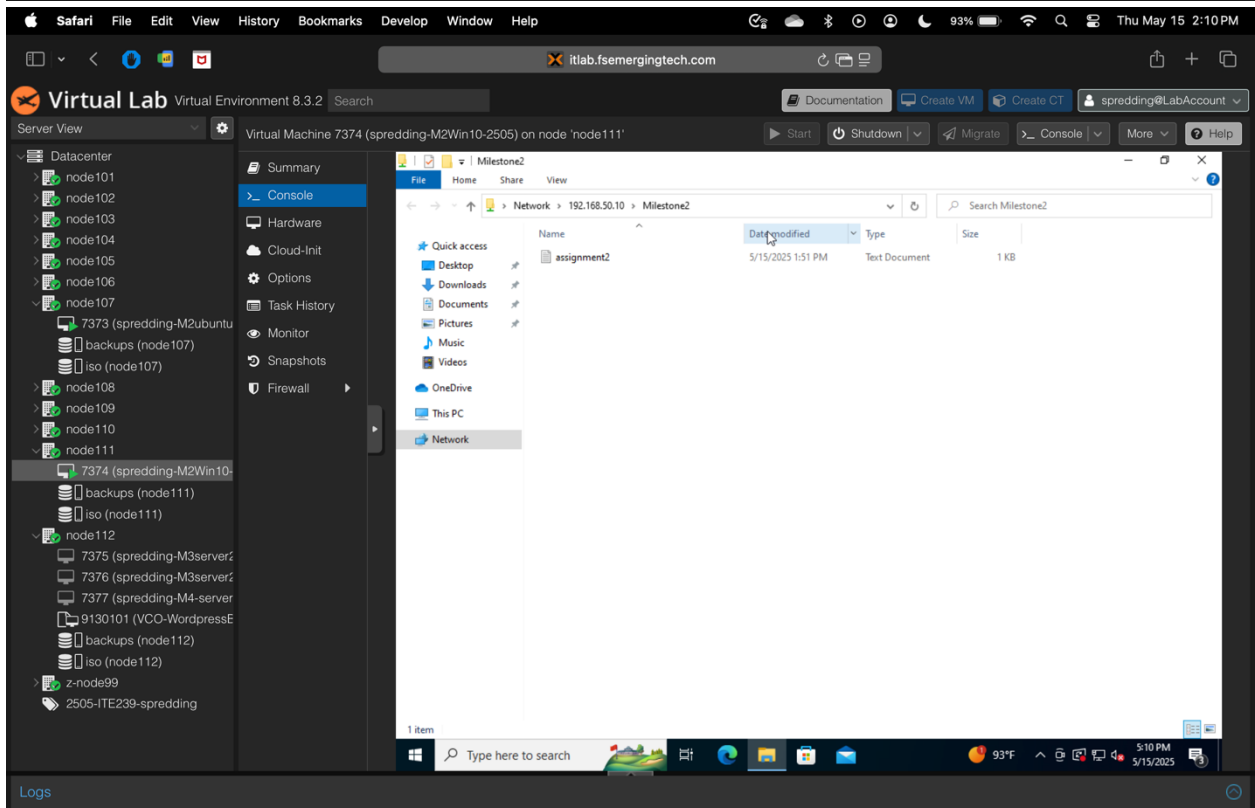 Safari File Edit View History Bookmarks Develop Window Help 93% Thu May 15 2:10 PM
itlab.fsemergingtech.com
Virtual Lab Virtual Environment 8.3.2 Search Documentation Create VM Create CT spredding@LabAccount
Server View
Virtual Machine 7374 (spredding-M2Win10-2505) on node 'node111' Start Shutdown Migrate >_ Console More Help
Datacenter
node101
node102
node103
node104
node105
node106
node107
7373 (spredding-M2ubuntu
backups (node107)
iso (node107)
node108
node109
node110
node111
7374 (spredding-M2Win10-
backups (node111)
iso (node111)
node112
7375 (spredding-M3server2
7376 (spredding-M3server2
7377 (spredding-M4-server
9130101 (VCO-WordpressE
backups (node112)
iso (node112)
z-node99
2505-ITE239-spredding
Summary
>_ Console
Hardware
Cloud-Init
Options
Task History
Monitor
Snapshots
Firewall
Milestone2
File Home Share View
Network > 192.168.50.10 > Milestone2 Search Milestone2
Name Date modified Type Size
assignment2 5/15/2025 1:51 PM Text Document 1 KB
Quick access
Desktop
Downloads
Documents
Pictures
Music
Videos
OneDrive
This PC
Network
1 item
Type here to search 93°F 5:10 PM
5/15/2025 3
Logs